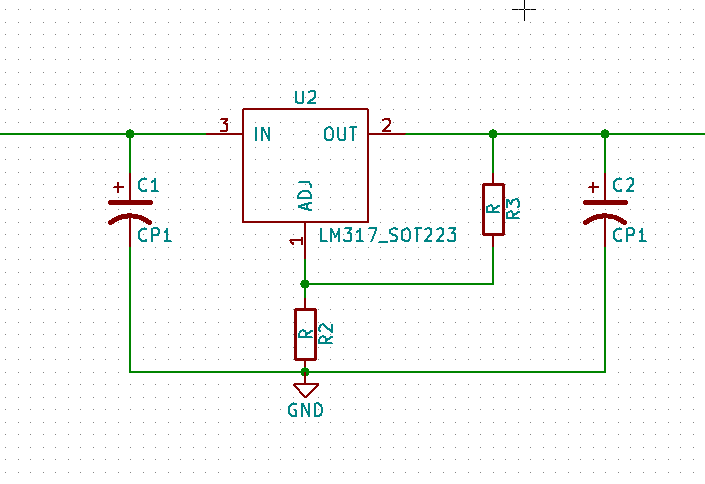 U2
3 IN OUT 2
ADJ
1
LM317_SOT223
+ C1
CP1
R R3
+ C2
CP1
R R2
GND